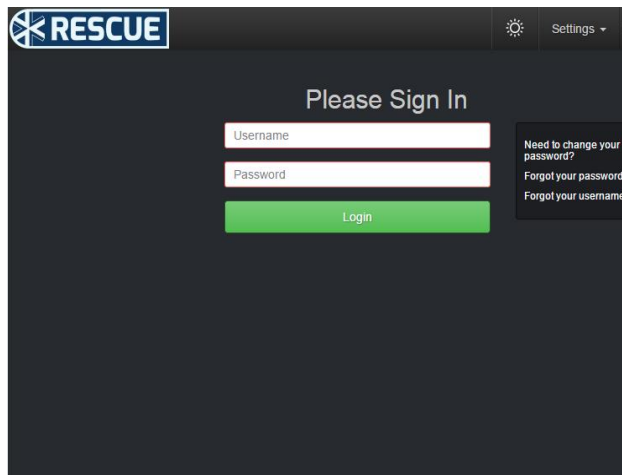 RESCUE
Settings
Please Sign In
Username
Password
Login
Need to change your
password?
Forgot your password
Forgot your username